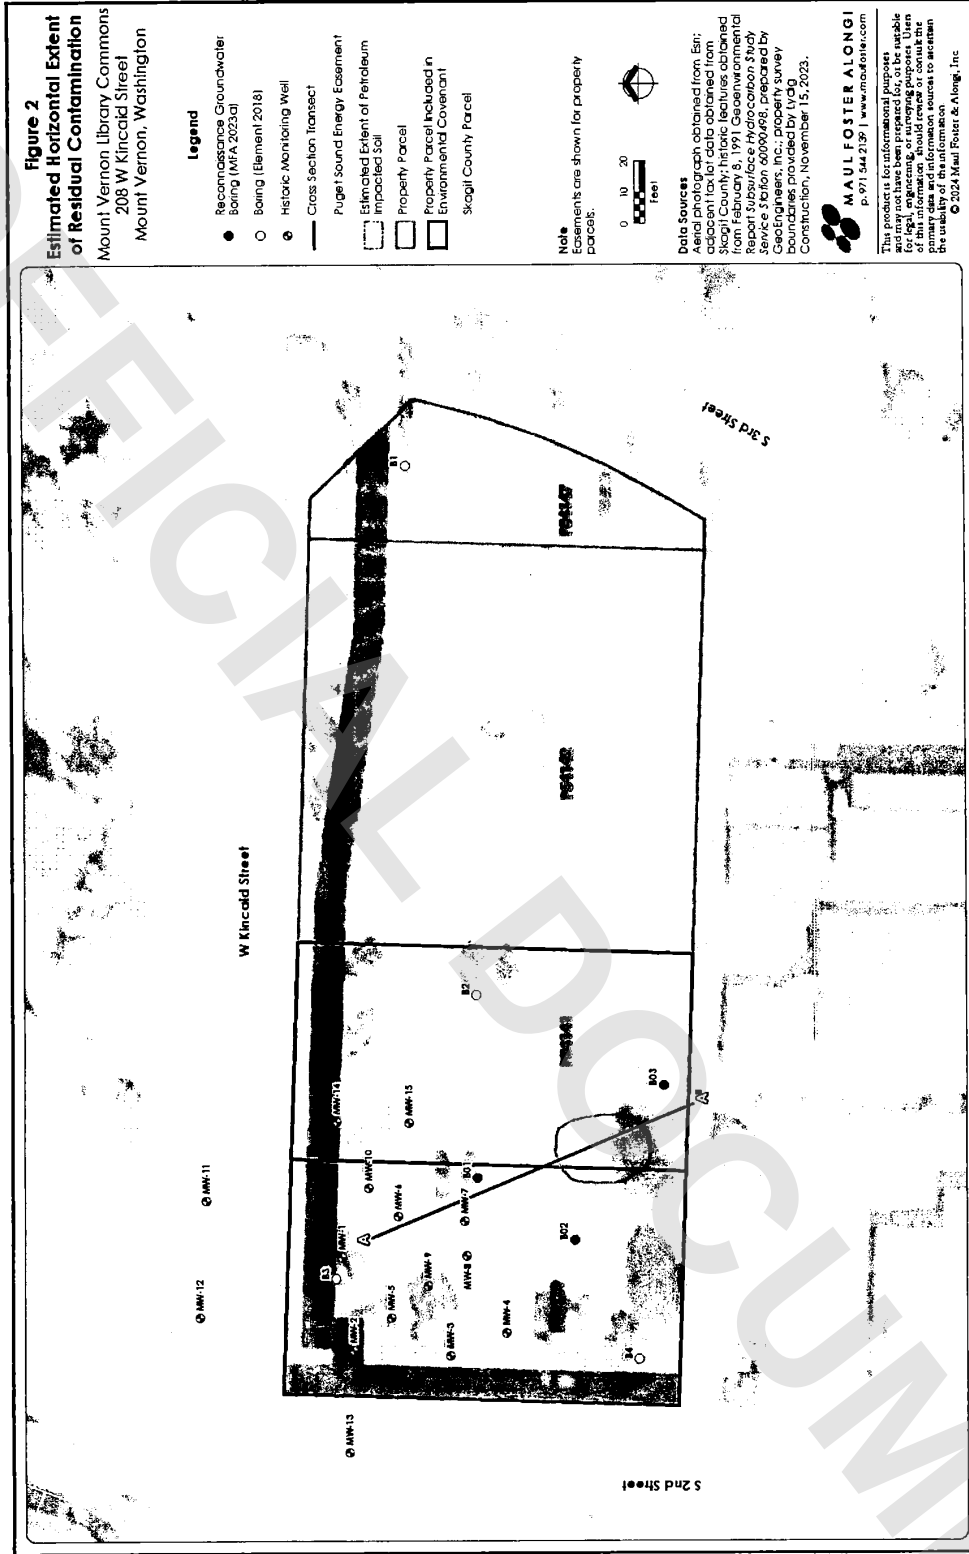 Figure 2
Estimated Horizontal Extent
of Residual Contamination
Mount Vernon Library Commons
208 W Kincaid Street
Mount Vernon, Washington
Legend
Reconnaissance Groundwater
Boring (MFA 2023a)
Boring (Element 2018)
Historic Monitoring Well
Cross Section Transect
Puget Sound Energy Easement
Estimated Extent of Petroleum
Impacted Soil
Property Parcel
Property Parcel Included in
Environmental Covenant
Skagit County Parcel
Note
Easements are shown for property
parcels.
0 10 20
Feet
Data Sources
Aerial photograph obtained from Esri;
adjacent tax lot data obtained from
Skagit County; historic features obtained
from February 8, 1991 Geoenvironmental
Report Subsurface Hydrocarbon Study
Service Station 60090498, prepared by
GeoEngineers, Inc.; property survey
boundaries provided by Lydig
Construction, November 15, 2023.
MAUL FOSTER ALONGI
p. 971 544 2139 | www.maulfoster.com
This product is for informational purposes
and may not have been prepared for, or be suitable
for legal, engineering, or surveying purposes. Users
of this information should review or consult the
primary data and information sources to ascertain
the usability of the information.
© 2024 Maul Foster & Alongi, Inc
W Kincaid Street
S 3rd Street
S 2nd Street
MW-11
MW-12
MW-13
MW-14
MW-15
MW-10
MW-6
MW-1
MW-7
MW-9
MW-8
MW-5
MW-2
MW-3
MW-4
B01
B02
B03
B1
B2
B3
B4
A
A'
OFFICIAL DOCUM